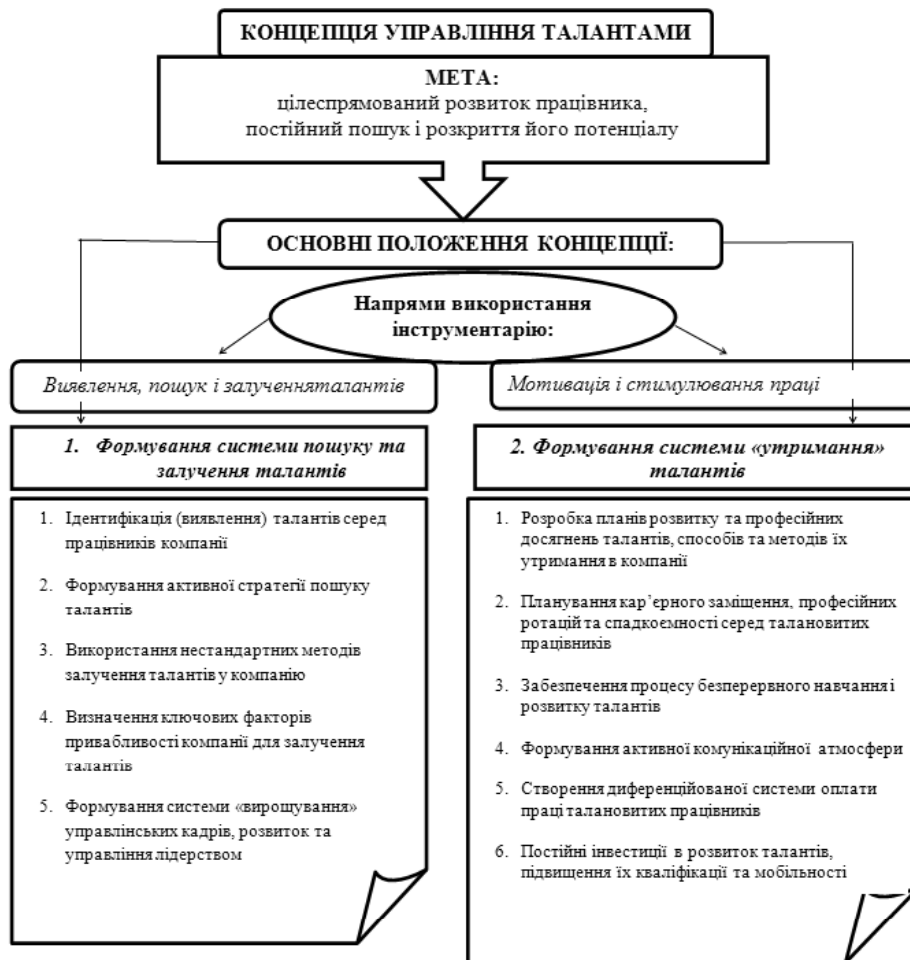 КОНЦЕПЦІЯ УПРАВЛІННЯ ТАЛАНТАМИ
МЕТА:
цілеспрямований розвиток працівника,
постійний пошук і розкриття його потенціалу
ОСНОВНІ ПОЛОЖЕННЯ КОНЦЕПЦІЇ:
Напрями використання
інструментарію:
Виявлення, пошук і залученняталантів
Мотивація і стимулювання праці
1. Формування системи пошуку та
залучення талантів
1. Ідентифікація (виявлення) талантів серед
працівників компанії
2. Формування активної стратегії пошуку
талантів
3. Використання нестандартних методів
залучення талантів у компанію
4. Визначення ключових факторів
привабливості компанії для залучення
талантів
5. Формування системи «вирощування»
управлінських кадрів, розвиток та
управління лідерством
2. Формування системи «утримання»
талантів
1. Розробка планів розвитку та професійних
досягнень талантів, способів та методів їх
утримання в компанії
2. Планування кар’єрного заміщення, професійних
ротацій та спадкоємності серед талановитих
працівників
3. Забезпечення процесу безперервного навчання і
розвитку талантів
4. Формування активної комунікаційної атмосфери
5. Створення диференційованої системи оплати
праці талановитих працівників
6. Постійні інвестиції в розвиток талантів,
підвищення їх кваліфікації та мобільності